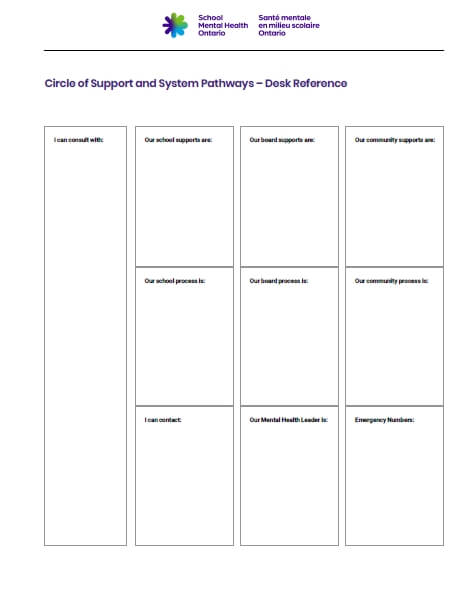 School
Mental Health
Ontario
Santé mentale
en milieu scolaire
Ontario
Circle of Support and System Pathways – Desk Reference
I can consult with:
Our school supports are:
Our board supports are:
Our community supports are:
Our school process is:
Our board process is:
Our community process is:
I can contact:
Our Mental Health Leader is:
Emergency Numbers: